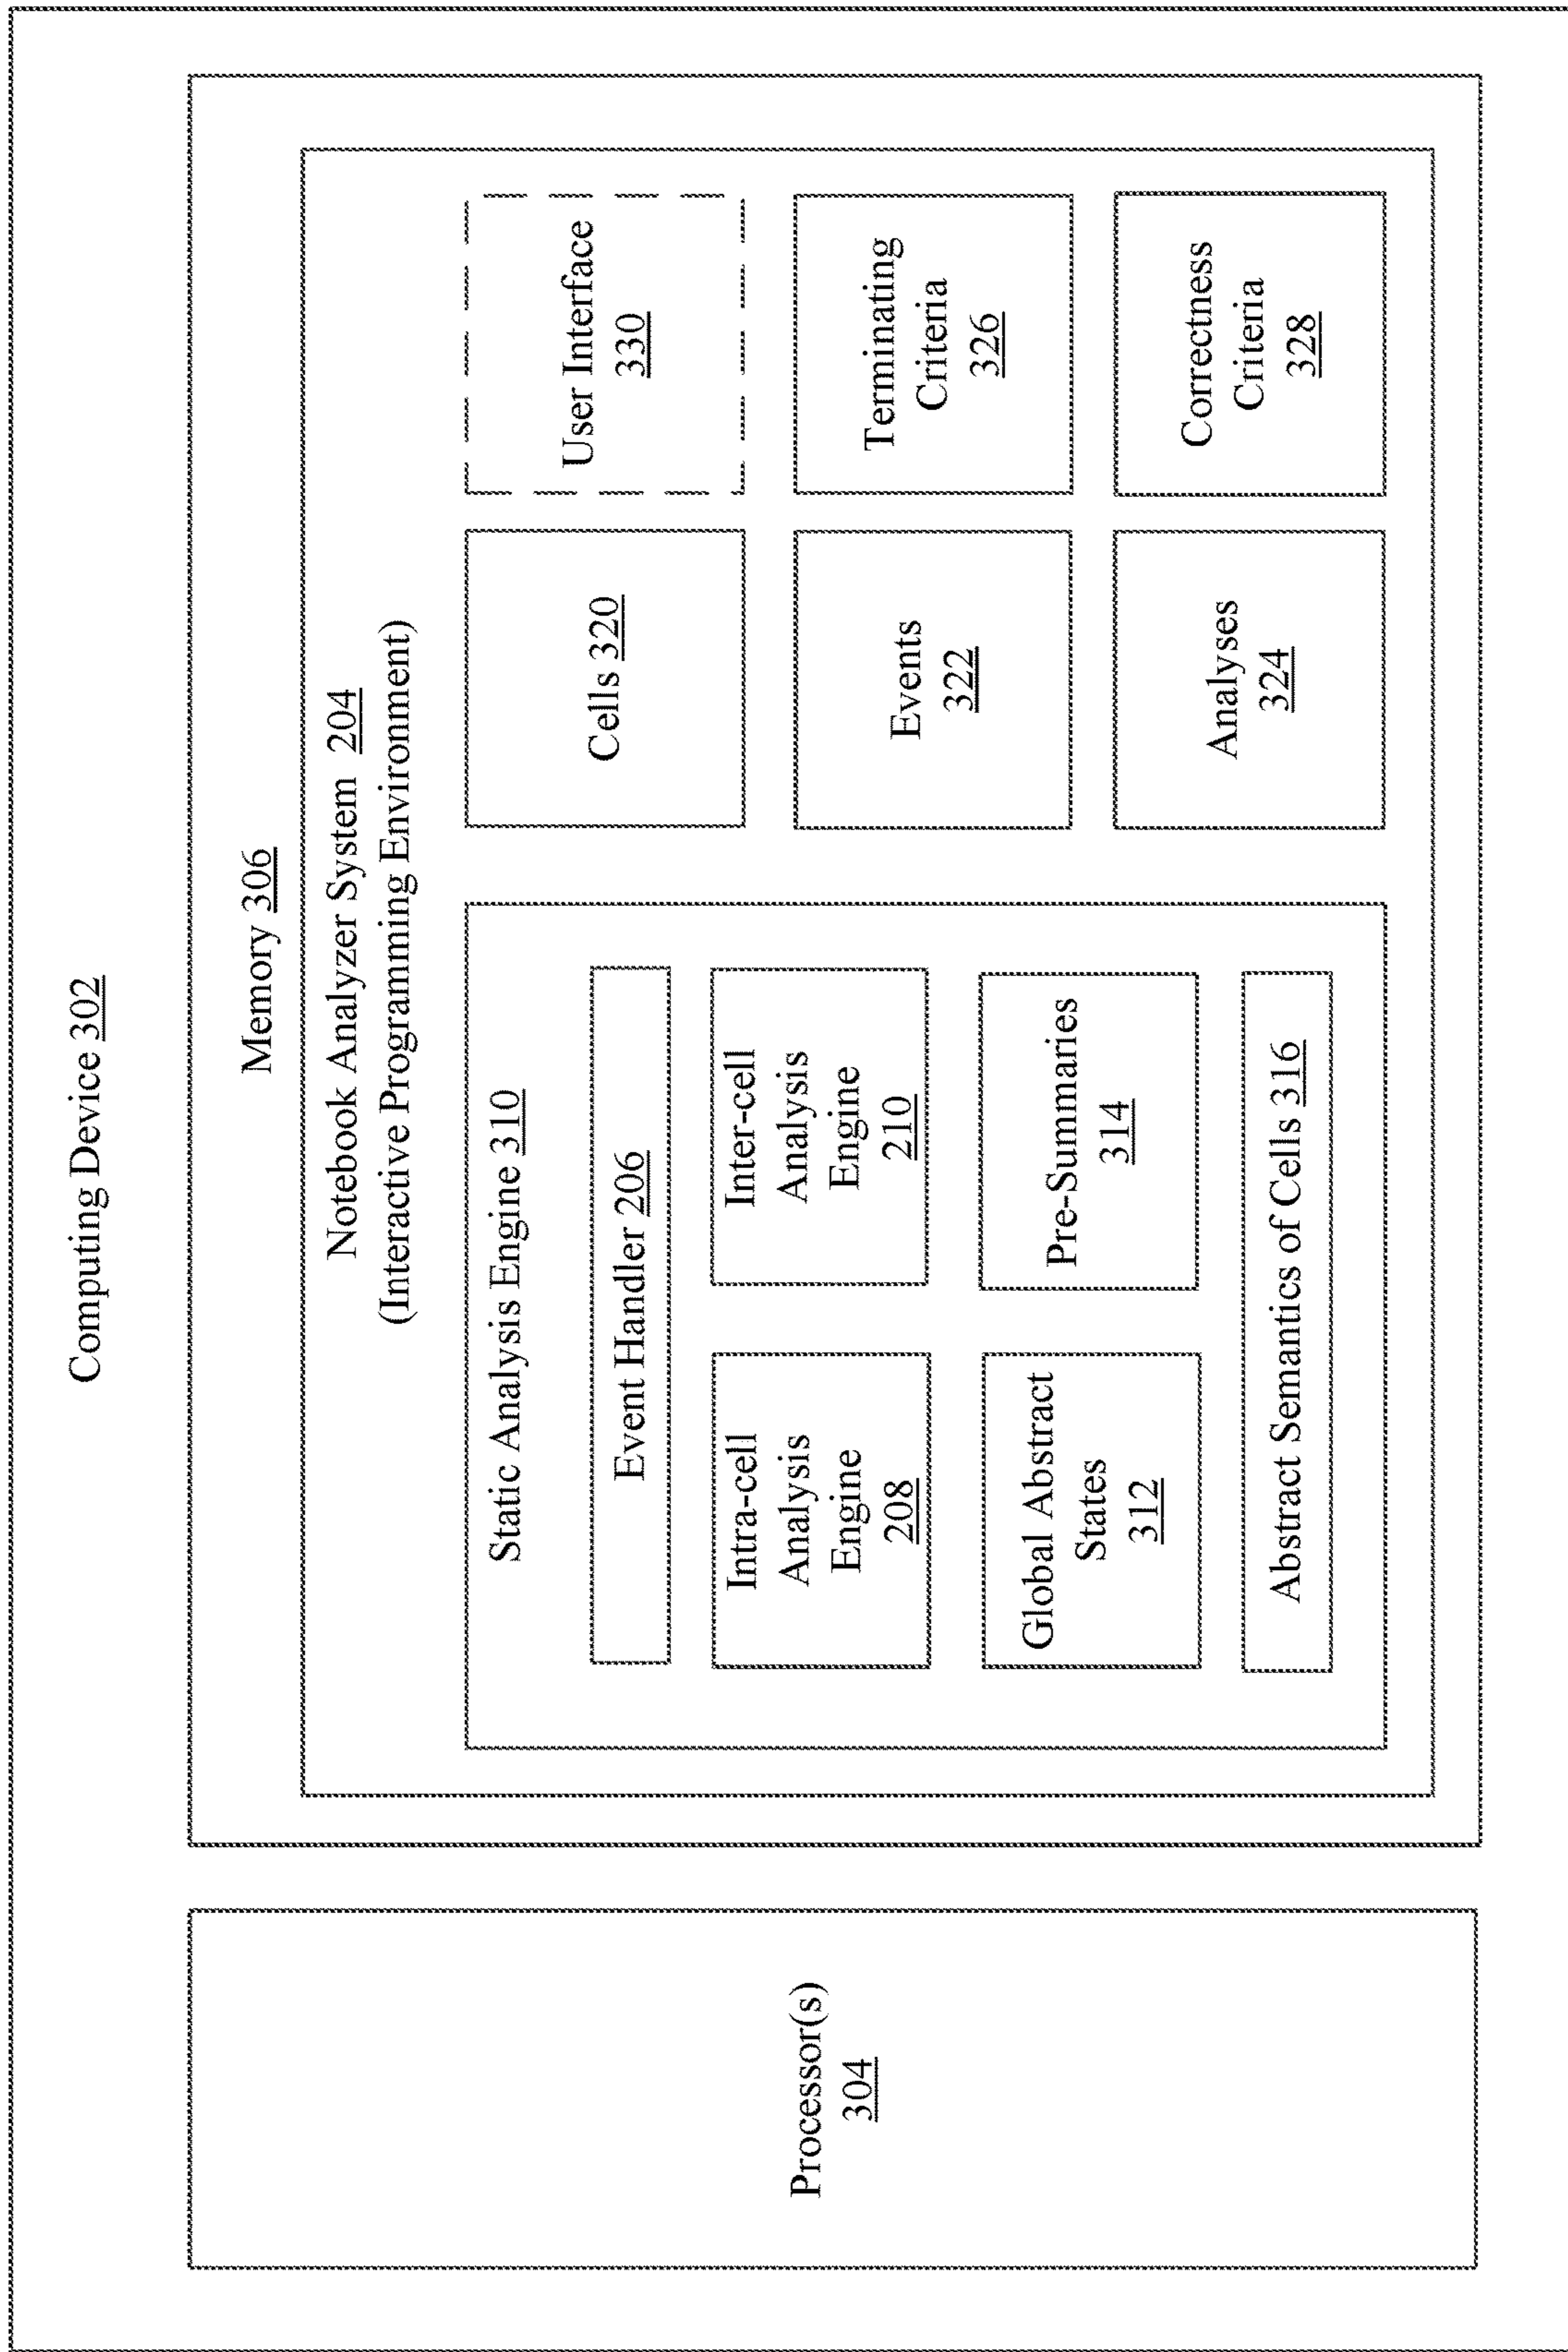 Computing Device 302
Processor(s)
304
Memory 306
Notebook Analyzer System 204
(Interactive Programming Environment)
Static Analysis Engine 310
Event Handler 206
Intra-cell
Analysis
Engine
208
Inter-cell
Analysis
Engine
210
Global Abstract
States
312
Pre-Summaries
314
Abstract Semantics of Cells 316
Cells 320
User Interface
330
Events
322
Terminating
Criteria
326
Analyses
324
Correctness
Criteria
328